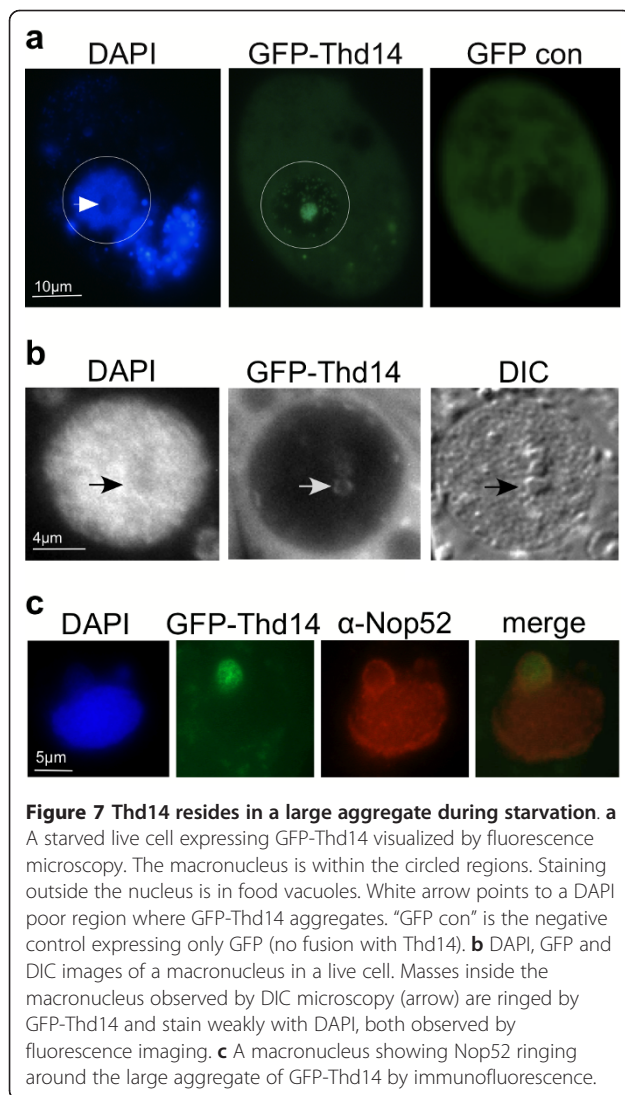 a
DAPI GFP-Thd14 GFP con
10µm
b
DAPI GFP-Thd14 DIC
4µm
c
DAPI GFP-Thd14 α-Nop52 merge
5µm
Figure 7 Thd14 resides in a large aggregate during starvation. a
A starved live cell expressing GFP-Thd14 visualized by fluorescence
microscopy. The macronucleus is within the circled regions. Staining
outside the nucleus is in food vacuoles. White arrow points to a DAPI
poor region where GFP-Thd14 aggregates. “GFP con” is the negative
control expressing only GFP (no fusion with Thd14). b DAPI, GFP and
DIC images of a macronucleus in a live cell. Masses inside the
macronucleus observed by DIC microscopy (arrow) are ringed by
GFP-Thd14 and stain weakly with DAPI, both observed by
fluorescence imaging. c A macronucleus showing Nop52 ringing
around the large aggregate of GFP-Thd14 by immunofluorescence.